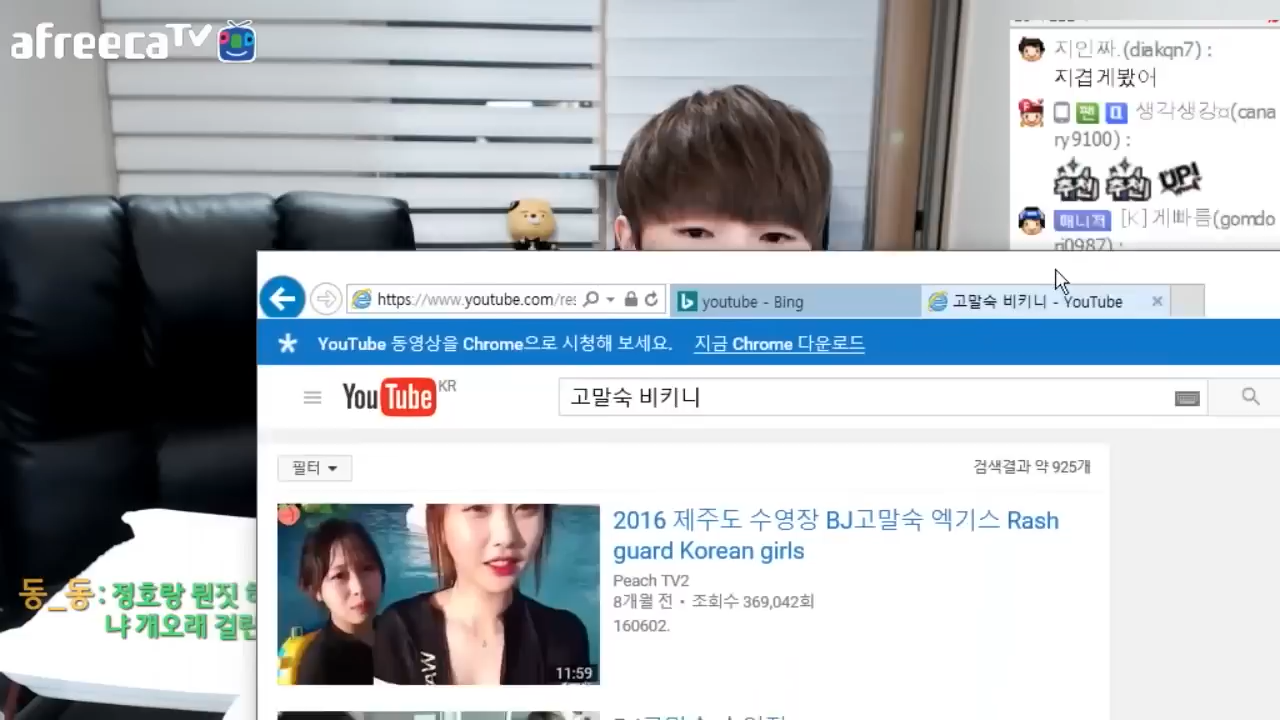 afreecaTV
지인짜.(diakqn7) :
지겹게봤어
팬 생각생강¤(cana
ry9100) :
추천 추천 UP!
매니저 [K]게빠름(gomdo
ri0987) :
https://www.youtube.com/res
youtube - Bing
고말숙 비키니 - YouTube
YouTube 동영상을 Chrome으로 시청해 보세요. 지금 Chrome 다운로드
YouTube KR
고말숙 비키니
필터
검색결과 약 925개
2016 제주도 수영장 BJ고말숙 엑기스 Rash
guard Korean girls
Peach TV2
8개월 전 • 조회수 369,042회
160602.
11:59
동_동 : 정호랑 뭔짓
냐 개오래 걸린